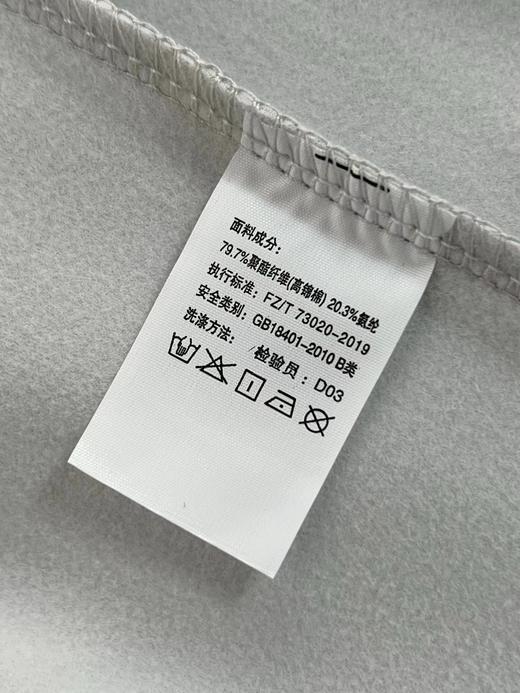 面料成分：
79.7%聚酯纤维(高锦棉) 20.3%氨纶
执行标准：FZ/T 73020-2019
安全类别：GB18401-2010 B类
洗涤方法： /检验员：D03